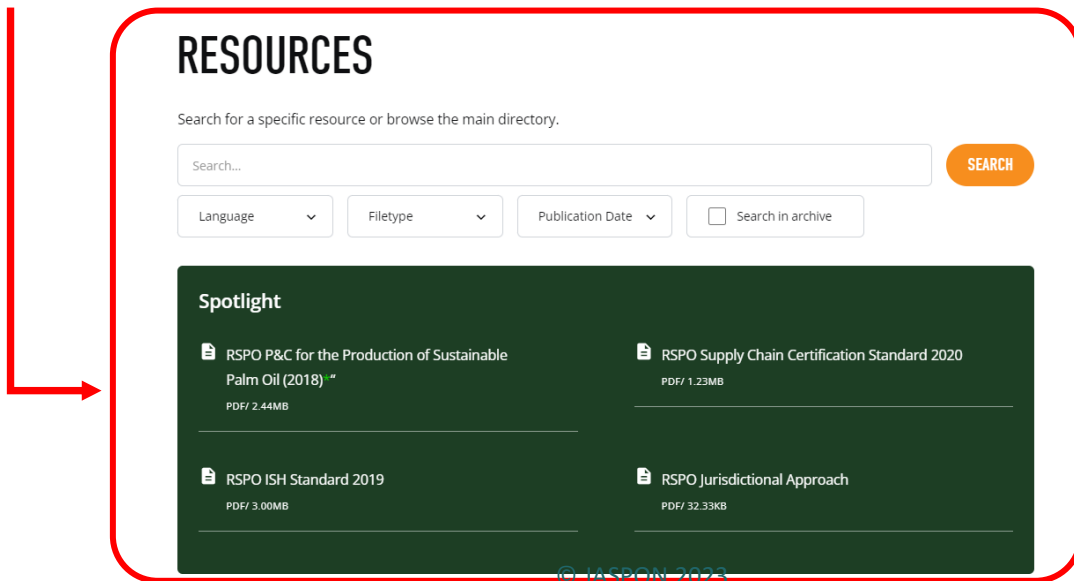 RESOURCES
Search for a specific resource or browse the main directory.
Search...
SEARCH
Language
Filetype
Publication Date
Search in archive
Spotlight
RSPO P&C for the Production of Sustainable
Palm Oil (2018)*“
PDF/ 2.44MB
RSPO Supply Chain Certification Standard 2020
PDF/ 1.23MB
RSPO ISH Standard 2019
PDF/ 3.00MB
RSPO Jurisdictional Approach
PDF/ 32.33KB
© JASPON 2023